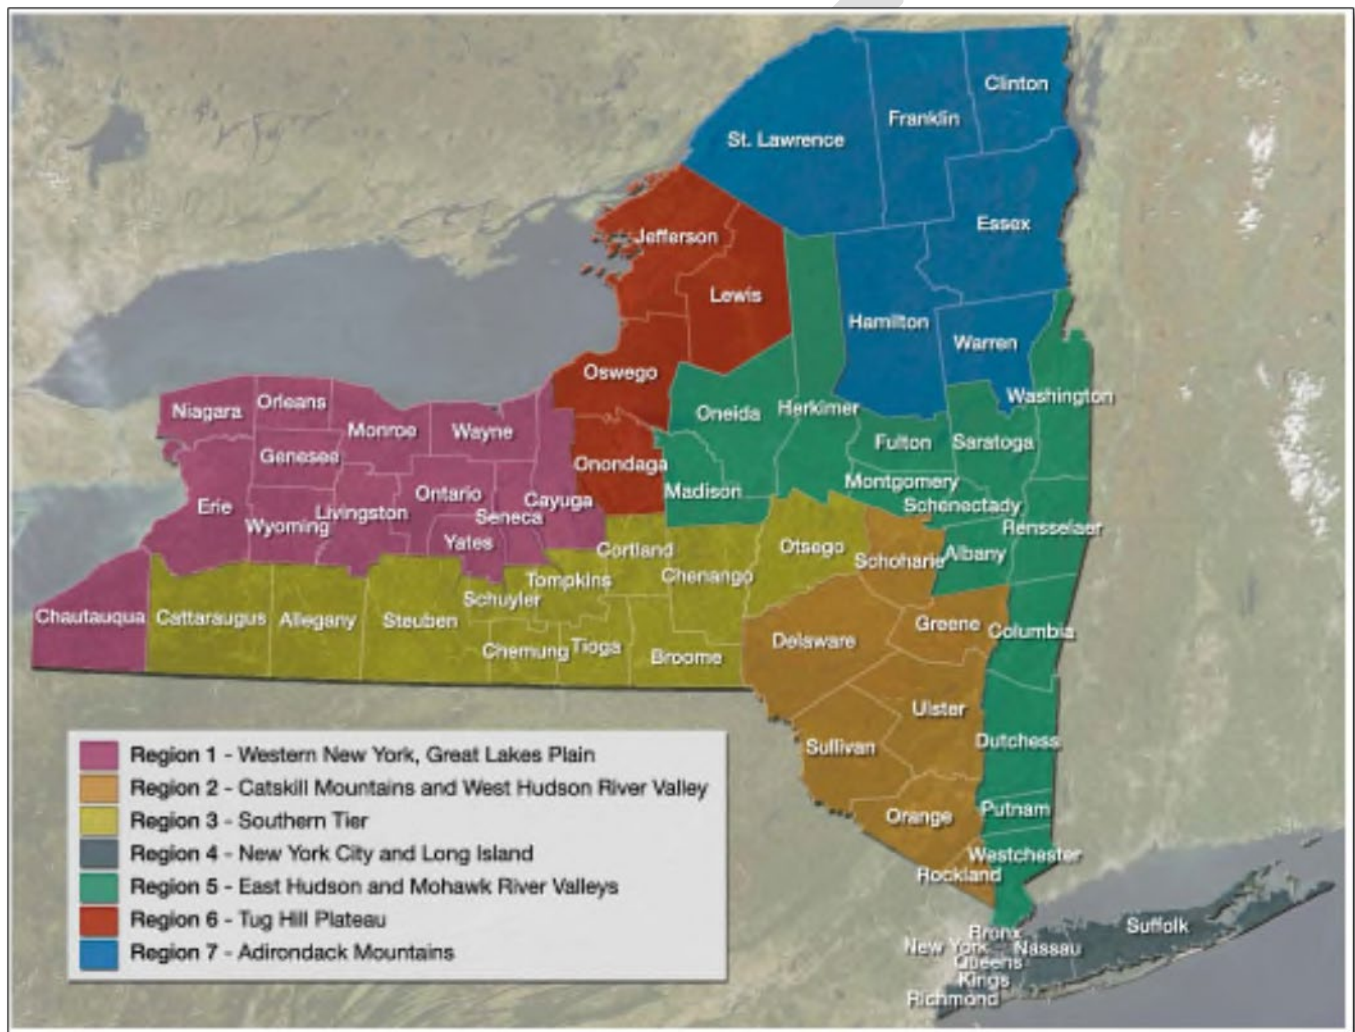 Clinton
Franklin
St. Lawrence
Essex
Jefferson
Lewis
Hamilton
Warren
Oswego
Washington
Niagara
Orleans
Oneida
Herkimer
Monroe
Wayne
Fulton
Saratoga
Genesee
Onondaga
Montgomery
Madison
Ontario
Cayuga
Schenectady
Erie
Livingston
Seneca
Wyoming
Rensselaer
Yates
Cortland
Otsego
Schoharie
Albany
Chenango
Tompkins
Schuyler
Chautauqua
Cattaraugus
Allegany
Steuben
Greene
Columbia
Delaware
Chemung
Tioga
Broome
Ulster
Sullivan
Dutchess
Orange
Putnam
Westchester
Rockland
Suffolk
Bronx
New York
Nassau
Queens
Kings
Richmond
Region 1 - Western New York, Great Lakes Plain
Region 2 - Catskill Mountains and West Hudson River Valley
Region 3 - Southern Tier
Region 4 - New York City and Long Island
Region 5 - East Hudson and Mohawk River Valleys
Region 6 - Tug Hill Plateau
Region 7 - Adirondack Mountains